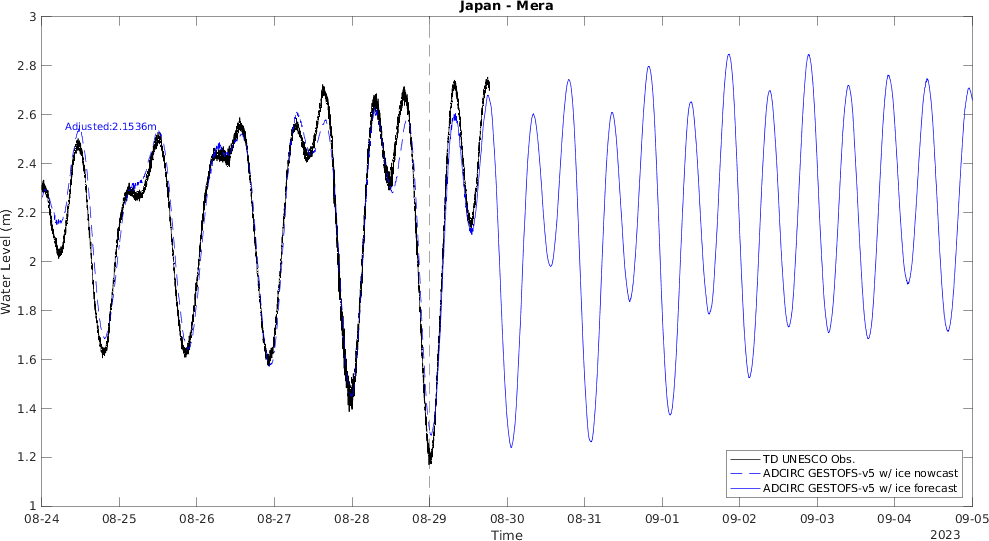 Japan - Mera
3
2.8
2.6
2.4
2.2
2
1.8
1.6
1.4
1.2
1
Water Level (m)
Adjusted:2.1536m
TD UNESCO Obs.
ADCIRC GESTOFS-v5 w/ ice nowcast
ADCIRC GESTOFS-v5 w/ ice forecast
08-24 08-25 08-26 08-27 08-28 08-29 08-30 08-31 09-01 09-02 09-03 09-04 09-05
Time
2023